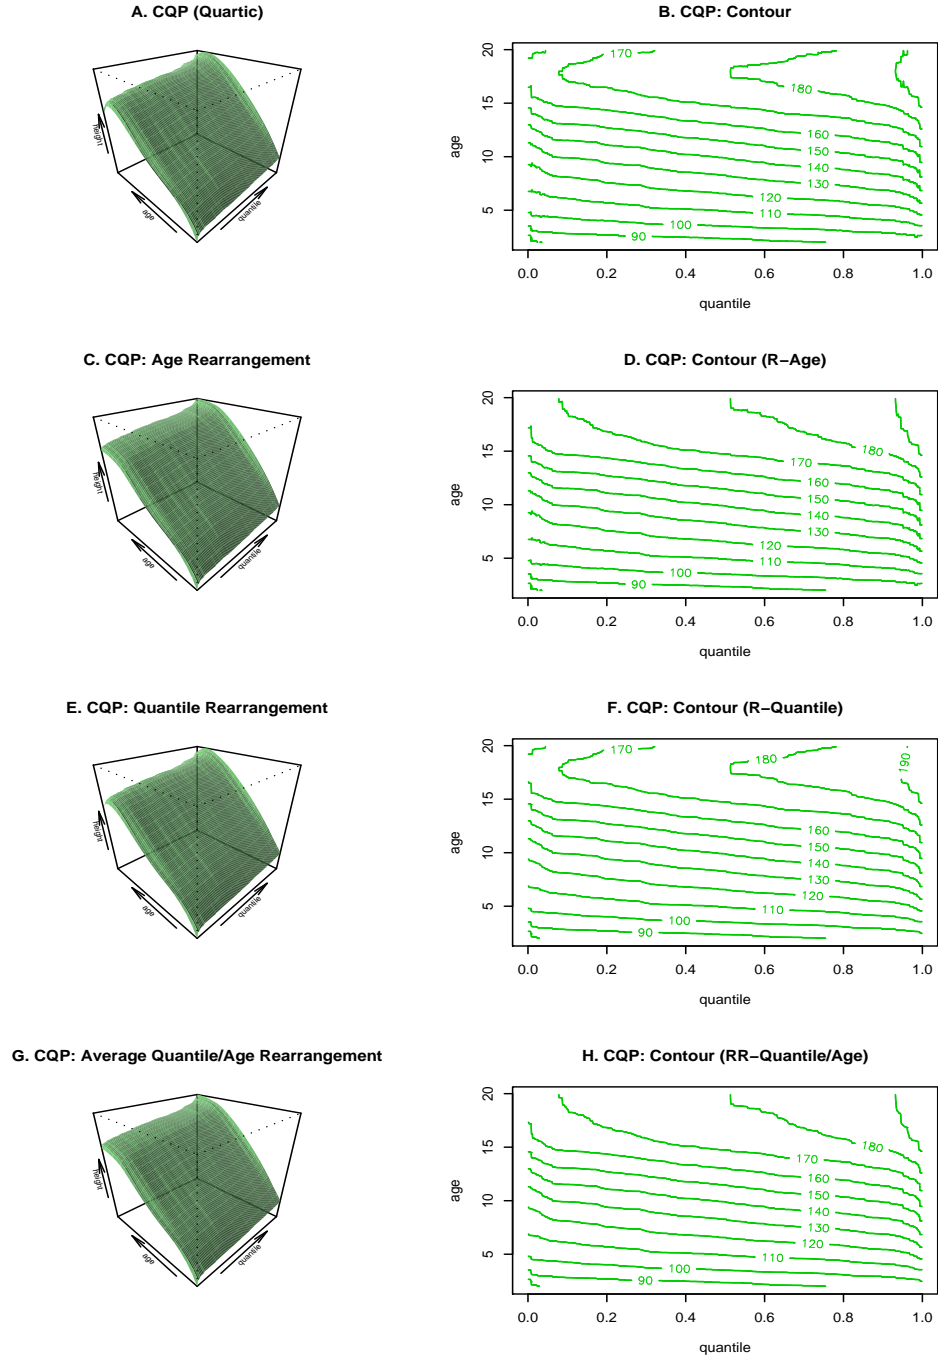 A. CQP (Quartic)
height
age
quantile
B. CQP: Contour
age
20
15
10
5
170
180
160
150
140
130
120
110
100
90
0.0 0.2 0.4 0.6 0.8 1.0
quantile
C. CQP: Age Rearrangement
height
age
quantile
D. CQP: Contour (R−Age)
age
20
15
10
5
180
170
160
150
140
130
120
110
100
90
0.0 0.2 0.4 0.6 0.8 1.0
quantile
E. CQP: Quantile Rearrangement
height
age
quantile
F. CQP: Contour (R−Quantile)
age
20
15
10
5
170
180
190
160
150
140
130
120
110
100
90
0.0 0.2 0.4 0.6 0.8 1.0
quantile
G. CQP: Average Quantile/Age Rearrangement
height
age
quantile
H. CQP: Contour (RR−Quantile/Age)
age
20
15
10
5
180
170
160
150
140
130
120
110
100
90
0.0 0.2 0.4 0.6 0.8 1.0
quantile